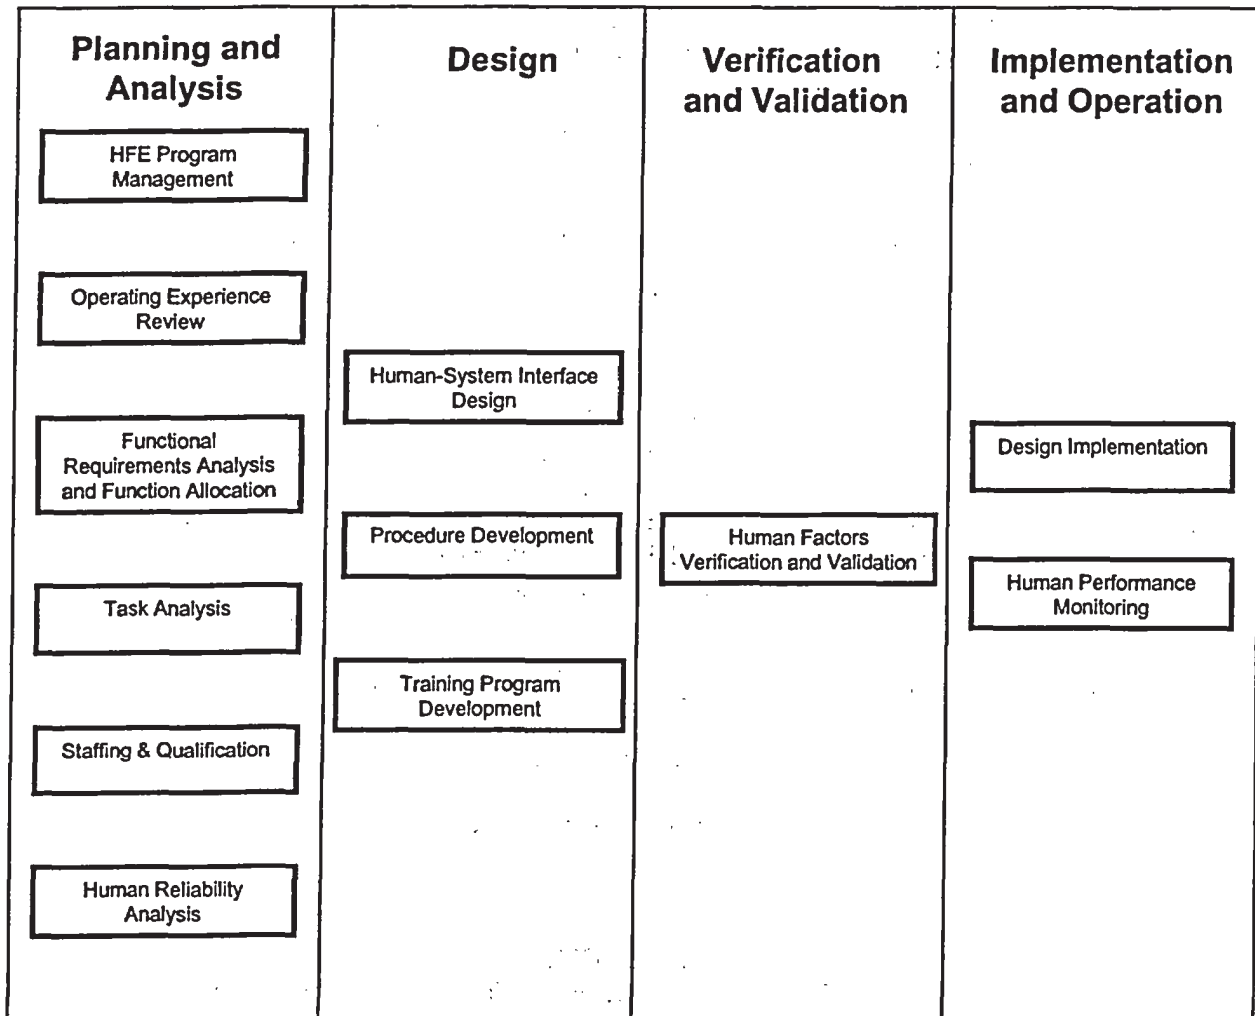 Planning and
Analysis
HFE Program
Management
Operating Experience
Review
Functional
Requirements Analysis
and Function Allocation
Task Analysis
Staffing & Qualification
Human Reliability
Analysis
Design
Human-System Interface
Design
Procedure Development
Training Program
Development
Verification
and Validation
Human Factors
Verification and Validation
Implementation
and Operation
Design Implementation
Human Performance
Monitoring